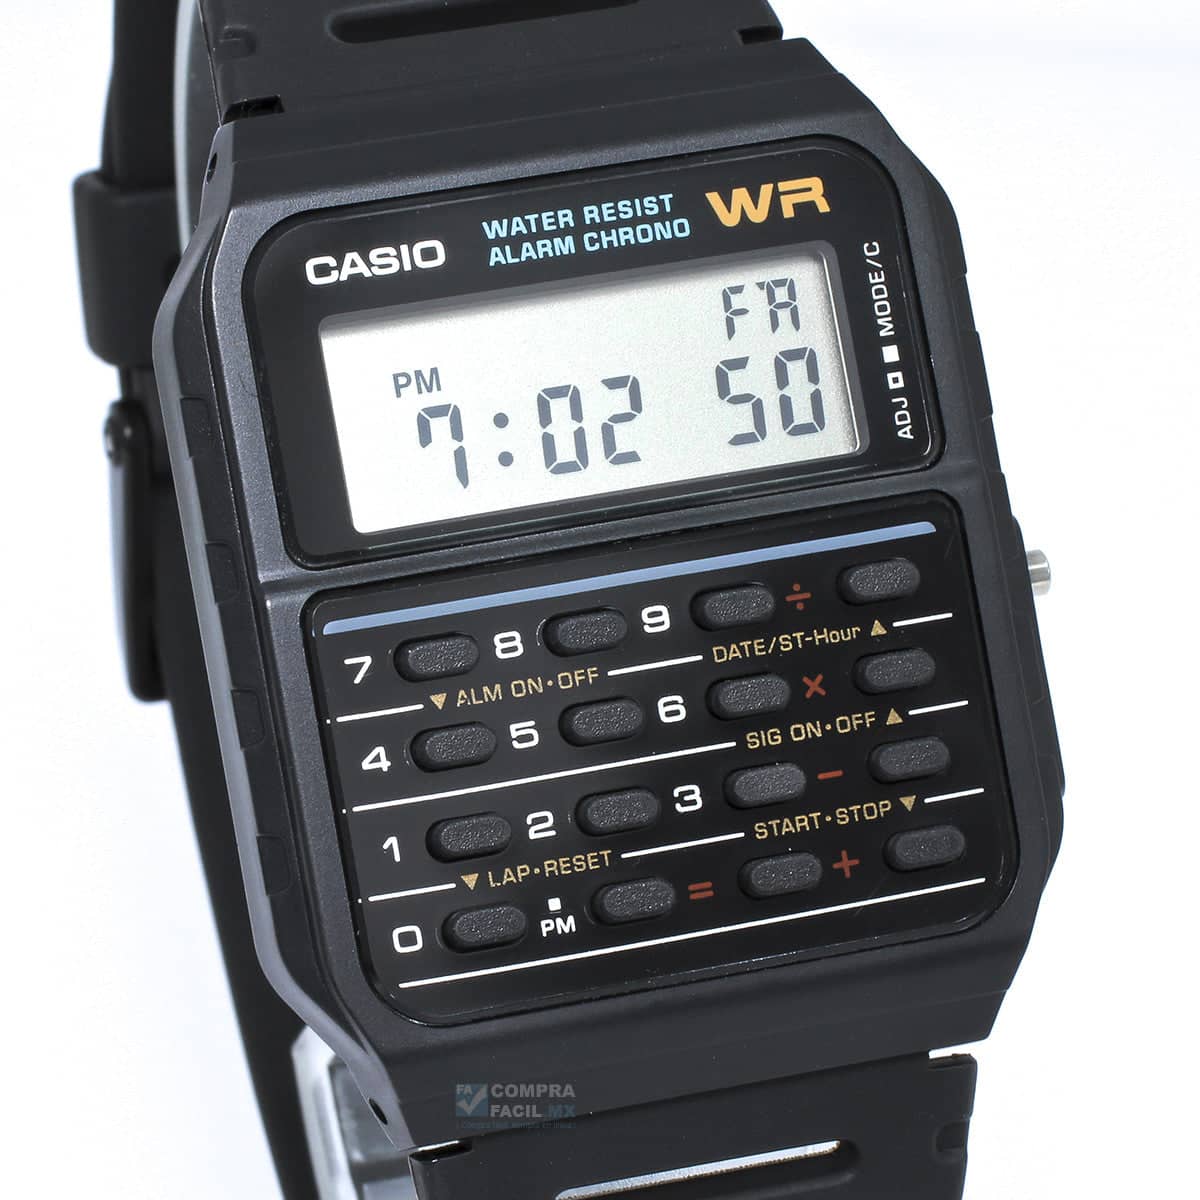 WATER RESIST WR
CASIO ALARM CHRONO
FR
PM
7:02 50
ADJ MODE/C
7 8 9 ÷
▼ ALM ON•OFF DATE/ST-Hour ▲
4 5 6 ×
SIG ON•OFF ▲
1 2 3 −
▼ LAP•RESET START•STOP ▼
0 ▪ = +
PM
COMPRA
FACIL.MX